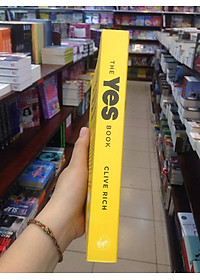 THE
YES
BOOK
CLIVE RICH